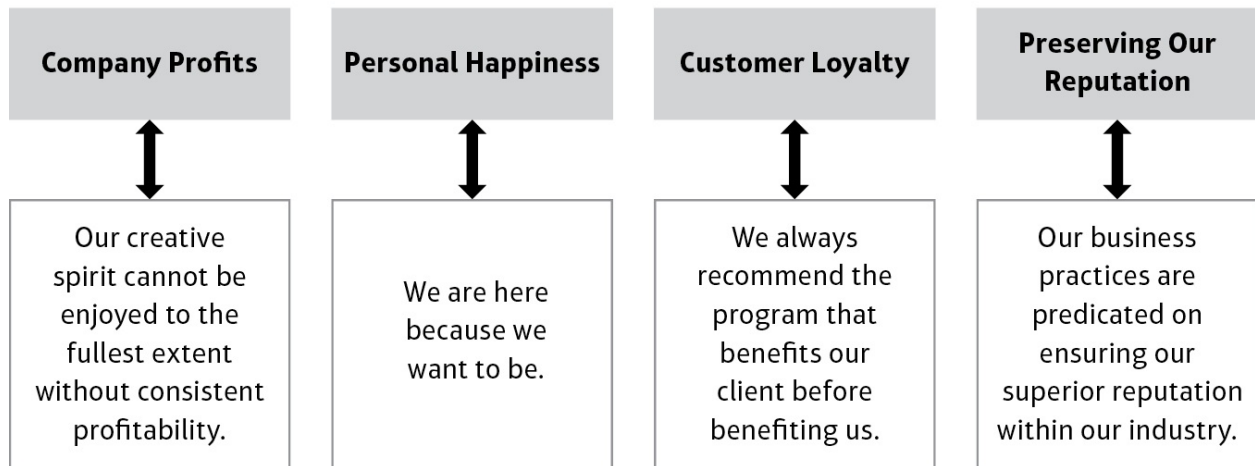 Company Profits
Our creative
spirit cannot be
enjoyed to the
fullest extent
without consistent
profitability.
Personal Happiness
We are here
because we
want to be.
Customer Loyalty
We always
recommend the
program that
benefits our
client before
benefiting us.
Preserving Our
Reputation
Our business
practices are
predicated on
ensuring our
superior reputation
within our industry.